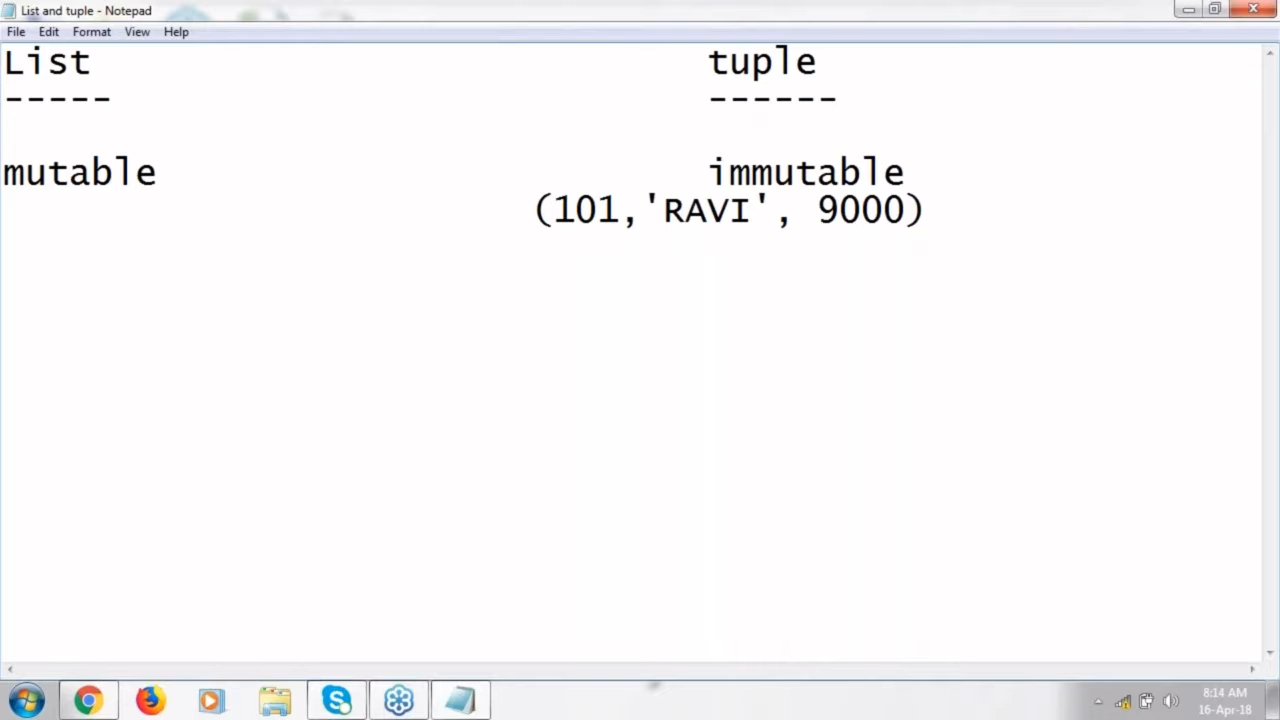 List and tuple - Notepad
File Edit Format View Help
List tuple
----- ------
mutable immutable
(101,'RAVI', 9000)
8:14 AM
16-Apr-18